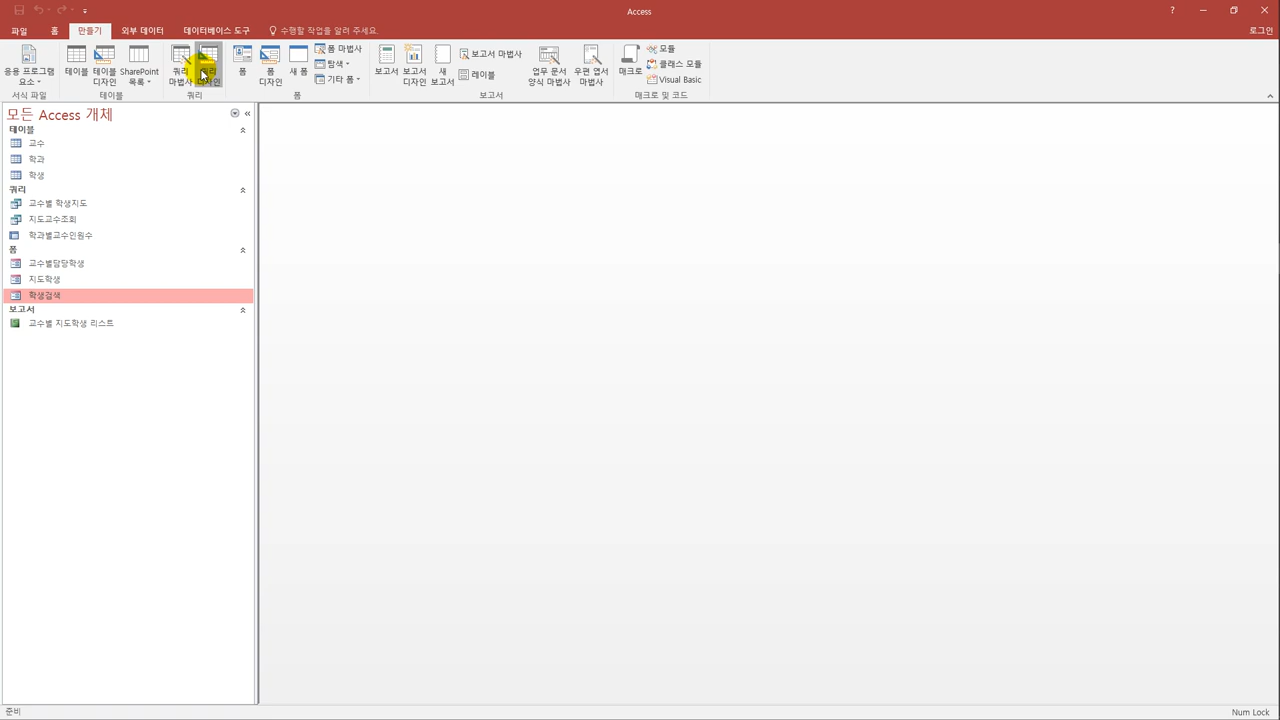 Access
?
파일 홈 만들기 외부 데이터 데이터베이스 도구 수행할 작업을 알려 주세요. 로그인
응용 프로그램
요소
서식 파일
테이블
테이블
디자인
SharePoint
목록
테이블
쿼리
마법사
쿼리
디자인
쿼리
폼
폼
디자인
새 폼
폼 마법사
탐색
기타 폼
폼
보고서
보고서
디자인
새
보고서
보고서 마법사
레이블
업무 문서
양식 마법사
우편 엽서
마법사
보고서
매크로
모듈
클래스 모듈
Visual Basic
매크로 및 코드
모든 Access 개체
테이블
교수
학과
학생
쿼리
교수별 학생지도
지도교수조회
학과별교수인원수
폼
교수별담당학생
지도학생
학생검색
보고서
교수별 지도학생 리스트
준비
Num Lock